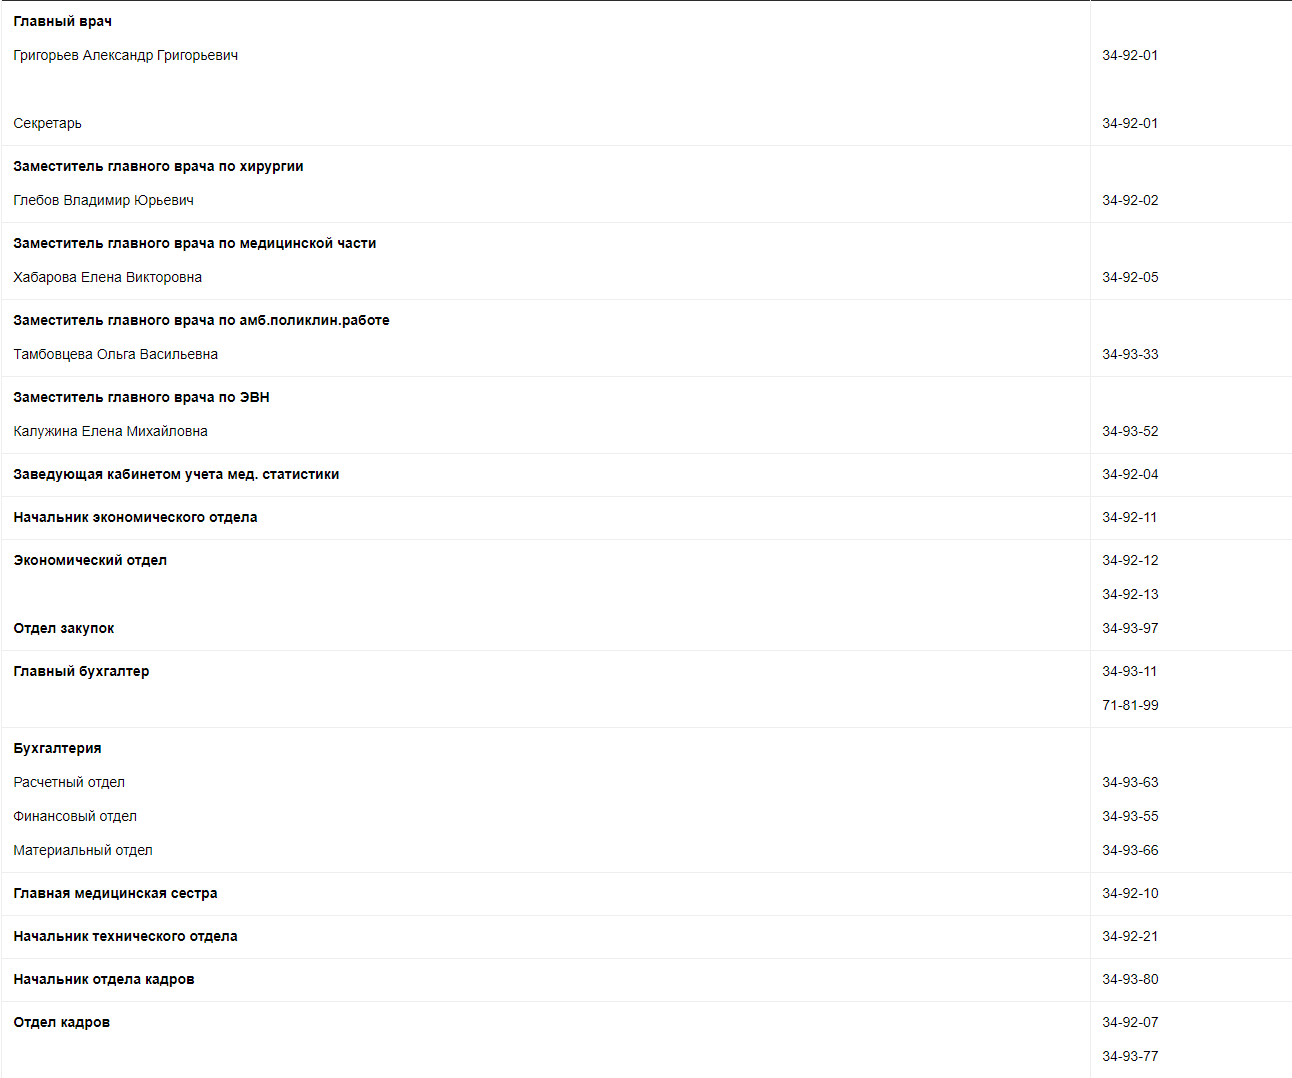 Главный врач
Григорьев Александр Григорьевич 34-92-01
Секретарь 34-92-01
Заместитель главного врача по хирургии
Глебов Владимир Юрьевич 34-92-02
Заместитель главного врача по медицинской части
Хабарова Елена Викторовна 34-92-05
Заместитель главного врача по амб.поликлин.работе
Тамбовцева Ольга Васильевна 34-93-33
Заместитель главного врача по ЭВН
Калужина Елена Михайловна 34-93-52
Заведующая кабинетом учета мед. статистики 34-92-04
Начальник экономического отдела 34-92-11
Экономический отдел 34-92-12
34-92-13
Отдел закупок 34-93-97
Главный бухгалтер 34-93-11
71-81-99
Бухгалтерия
Расчетный отдел 34-93-63
Финансовый отдел 34-93-55
Материальный отдел 34-93-66
Главная медицинская сестра 34-92-10
Начальник технического отдела 34-92-21
Начальник отдела кадров 34-93-80
Отдел кадров 34-92-07
34-93-77